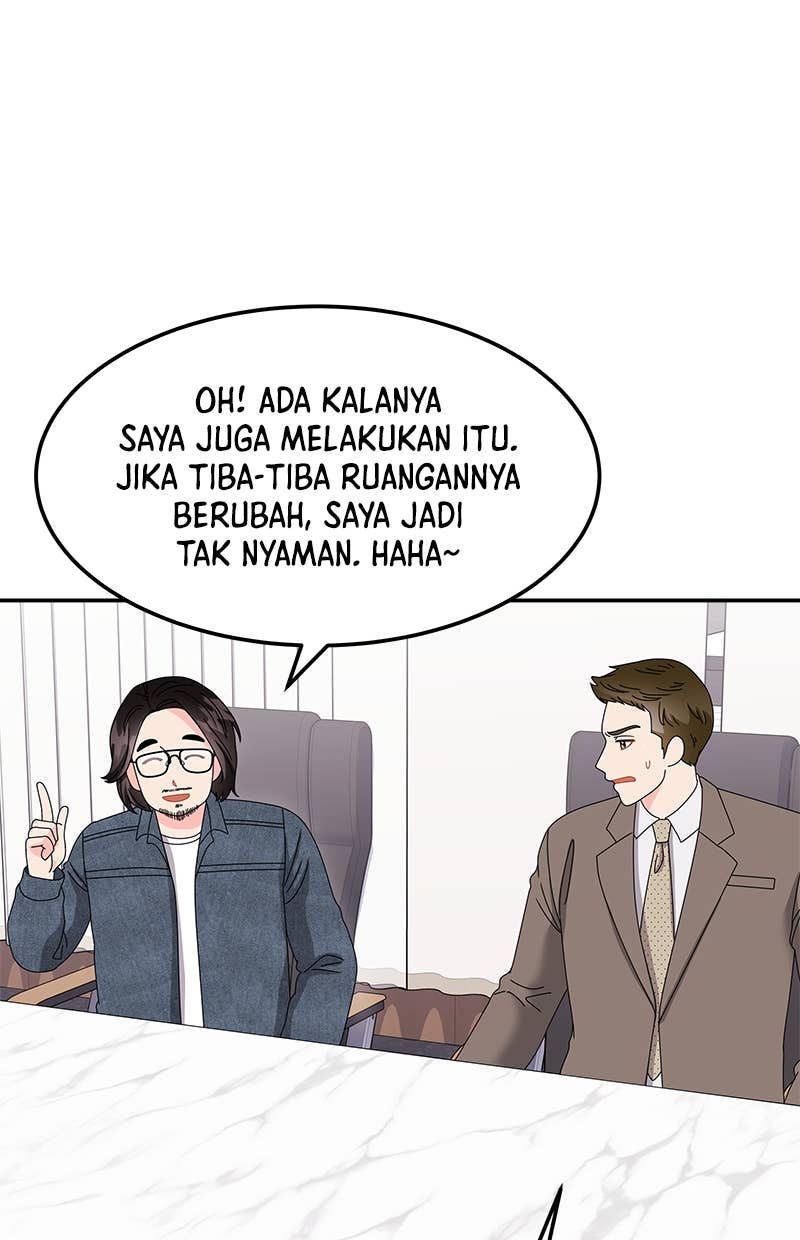 OH! ADA KALANYA
SAYA JUGA MELAKUKAN ITU.
JIKA TIBA-TIBA RUANGANNYA
BERUBAH, SAYA JADI
TAK NYAMAN. HAHA~